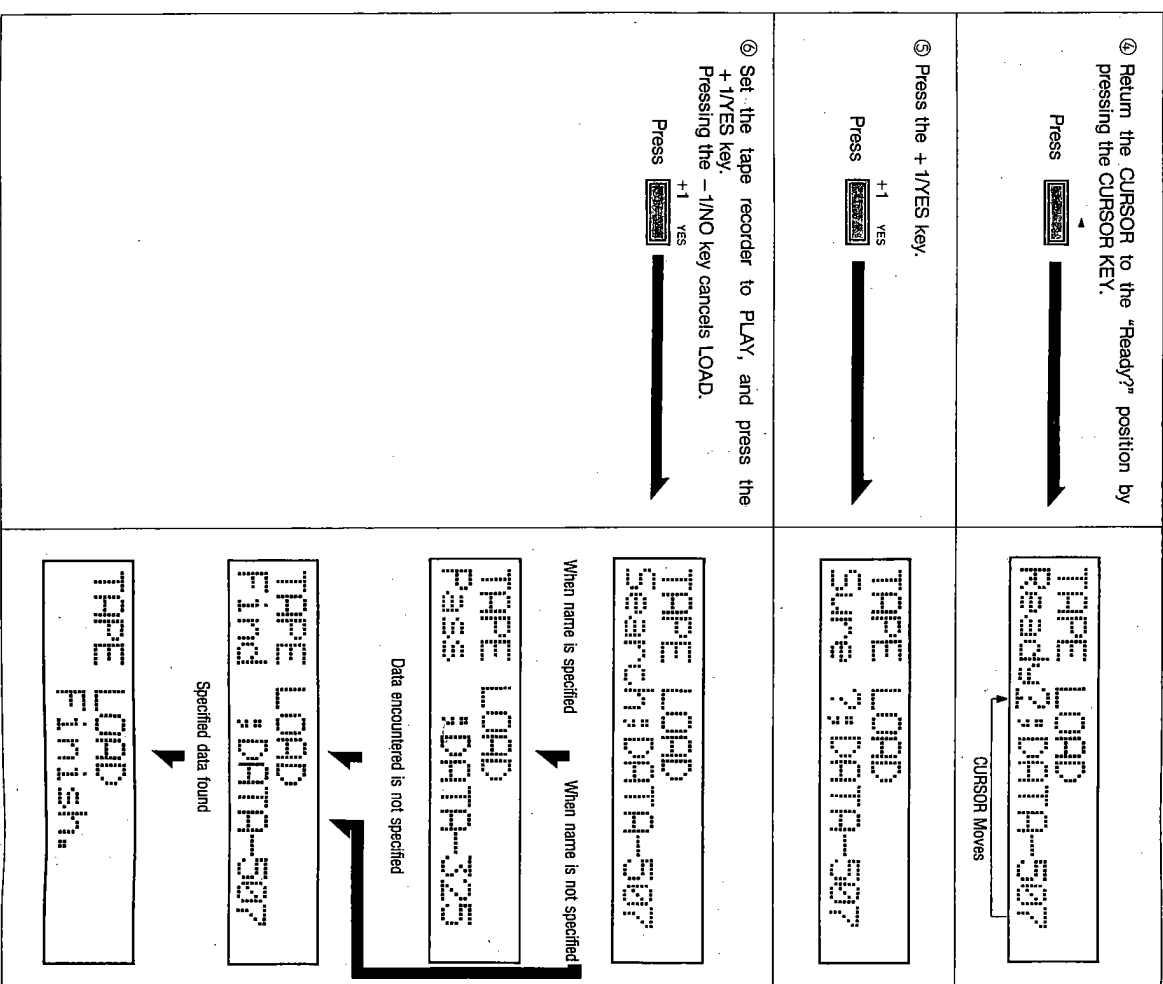 ④ Return the CURSOR to the "Ready?" position by
pressing the CURSOR KEY.
Press
◄
TAPE LOAD
Ready?;DATA-507
CURSOR Moves
⑤ Press the +1/YES key.
+1 YES
Press
TAPE LOAD
Sure ?;DATA-507
⑥ Set the tape recorder to PLAY, and press the
+1/YES key.
Pressing the −1/NO key cancels LOAD.
+1 YES
Press
TAPE LOAD
Search;DATA-507
When name is specified
When name is not specified
TAPE LOAD
Pass ;DATA-325
Data encountered is not specified
TAPE LOAD
Find ;DATA-507
Specified data found
TAPE LOAD
Finish.